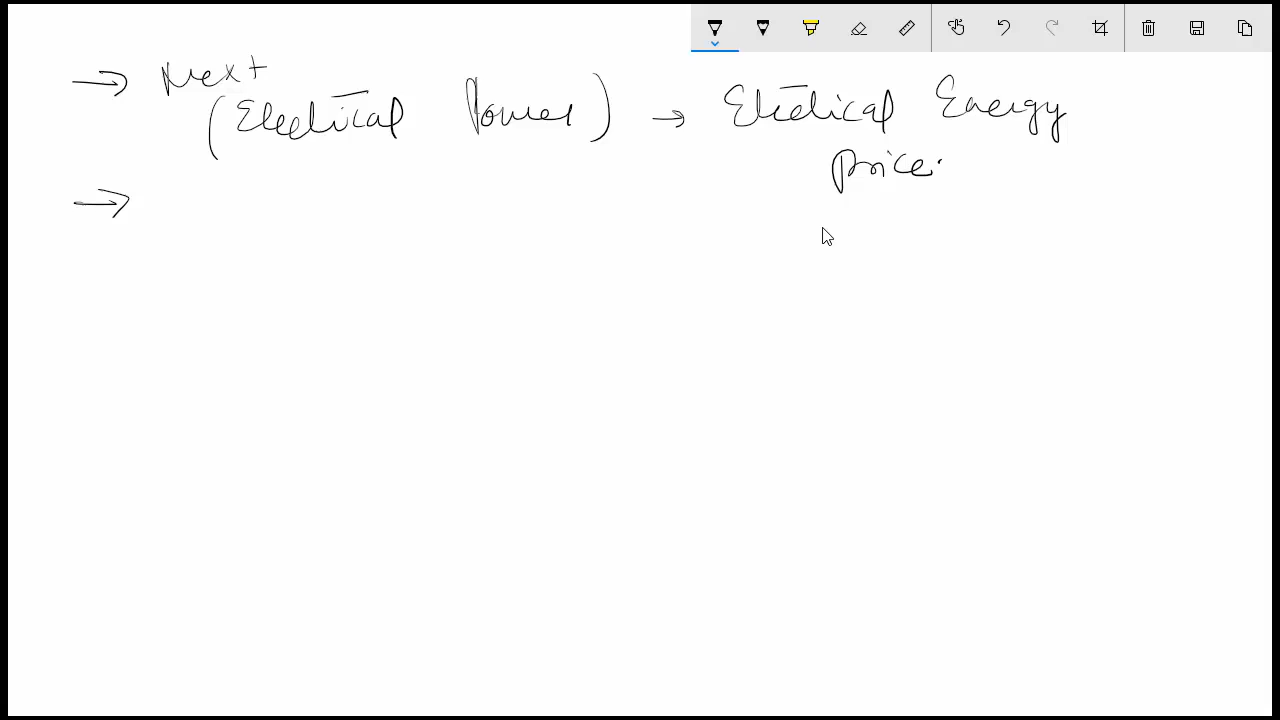 → Next
(Electrical Power) → Electrical Energy
price.
→